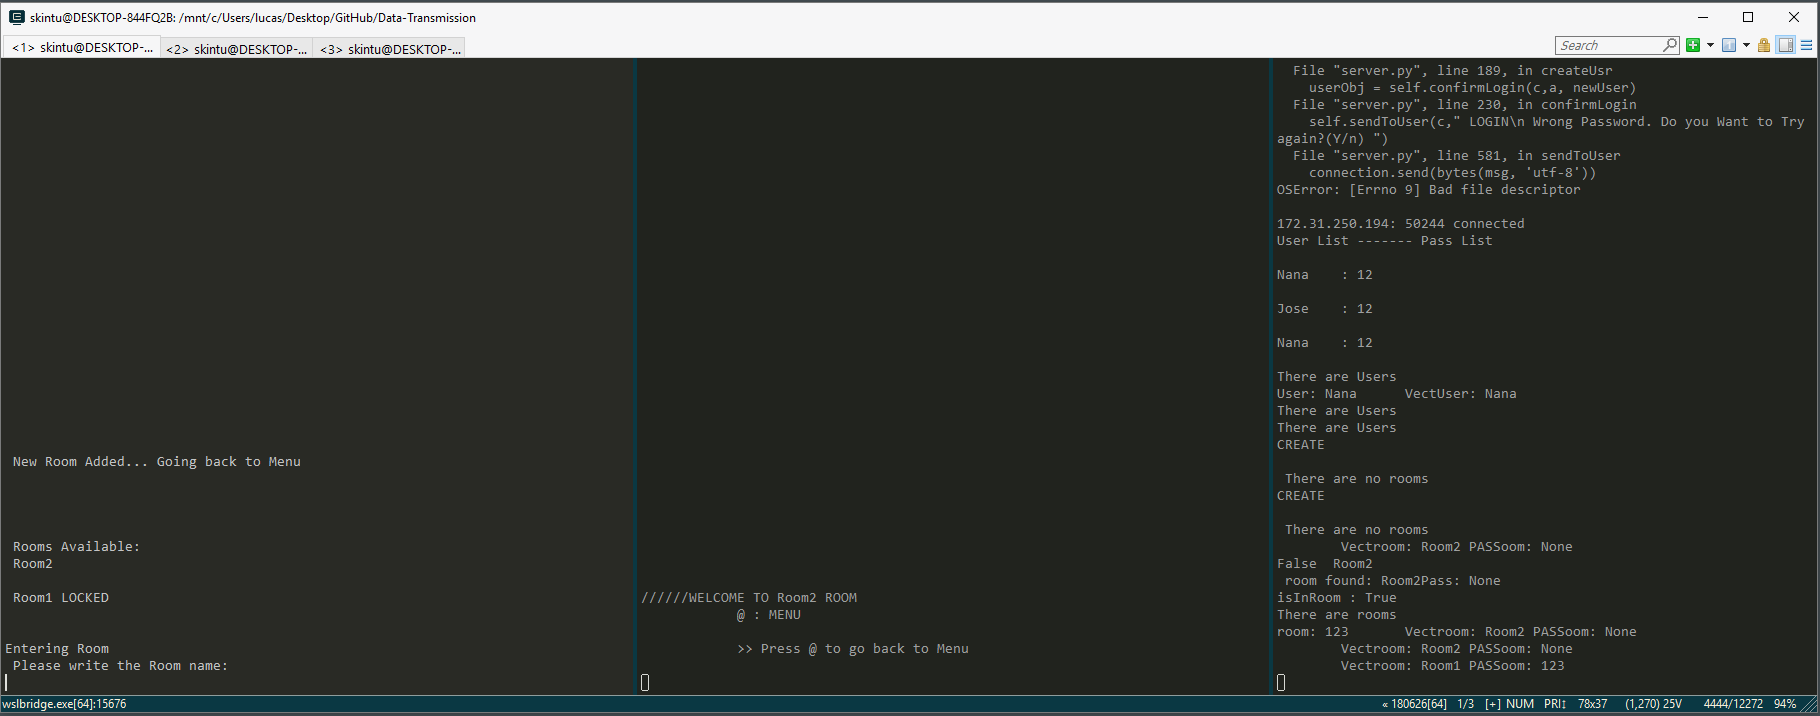 skintu@DESKTOP-844FQ2B: /mnt/c/Users/lucas/Desktop/GitHub/Data-Transmission
<1> skintu@DESKTOP-... <2> skintu@DESKTOP-... <3> skintu@DESKTOP-...
Search
New Room Added... Going back to Menu
Rooms Available:
Room2
Room1 LOCKED
Entering Room
Please write the Room name:
//////WELCOME TO Room2 ROOM
@ : MENU
>> Press @ to go back to Menu
File "server.py", line 189, in createUsr
userObj = self.confirmLogin(c,a, newUser)
File "server.py", line 230, in confirmLogin
self.sendToUser(c," LOGIN\n Wrong Password. Do you Want to Try
again?(Y/n) ")
File "server.py", line 581, in sendToUser
connection.send(bytes(msg, 'utf-8'))
OSError: [Errno 9] Bad file descriptor
172.31.250.194: 50244 connected
User List ------- Pass List
Nana    : 12
Jose    : 12
Nana    : 12
There are Users
User: Nana      VectUser: Nana
There are Users
There are Users
CREATE
There are no rooms
CREATE
There are no rooms
Vectroom: Room2 PASSoom: None
False  Room2
room found: Room2Pass: None
isInRoom : True
There are rooms
room: 123       Vectroom: Room2 PASSoom: None
Vectroom: Room2 PASSoom: None
Vectroom: Room1 PASSoom: 123
wslbridge.exe[64]:15676
« 180626[64] 1/3 [+] NUM PRI↕ 78x37 (1,270) 25V 4444/12272 94%